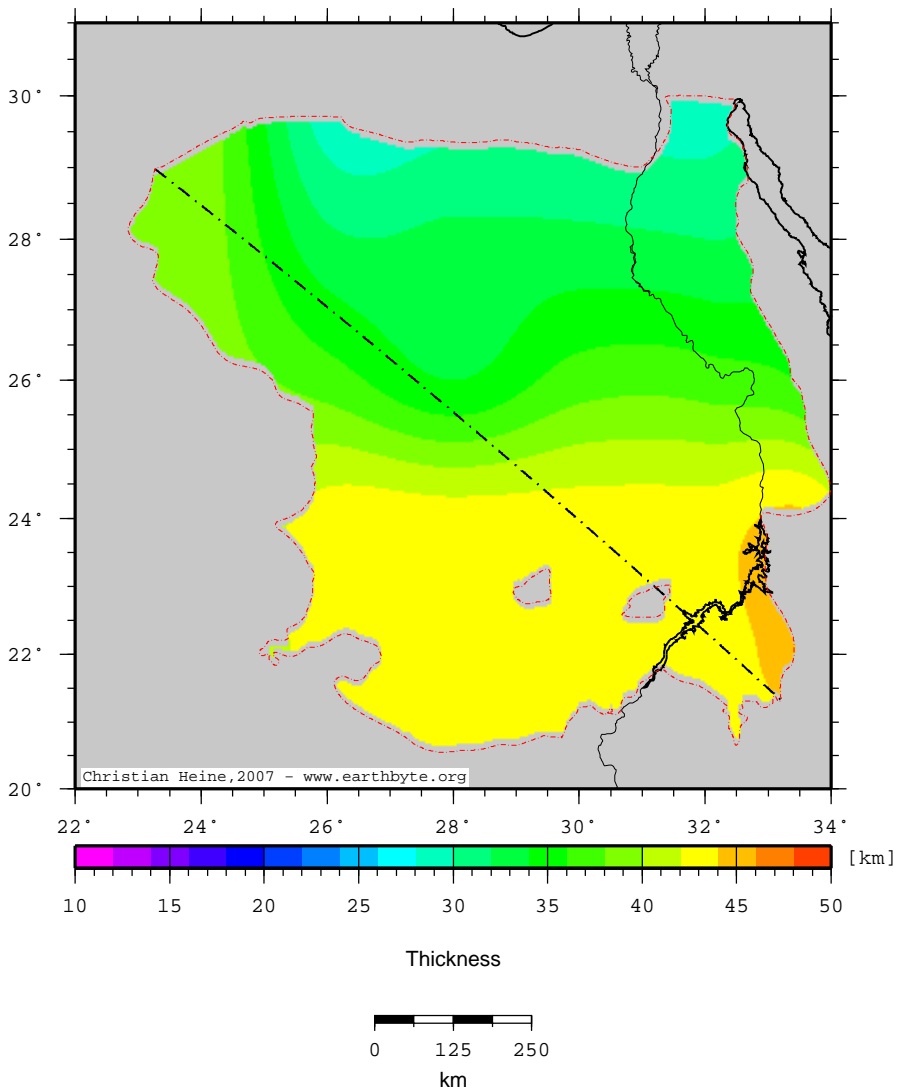 30°
28°
26°
24°
22°
20°
Christian Heine,2007 - www.earthbyte.org
22° 24° 26° 28° 30° 32° 34°
[km]
10 15 20 25 30 35 40 45 50
Thickness
0 125 250
km